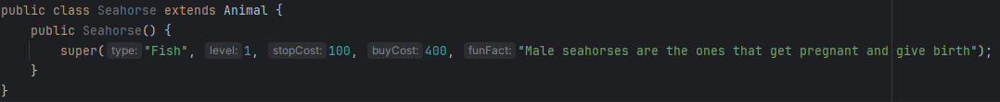 public class Seahorse extends Animal {
    public Seahorse() {
        super( type: "Fish", level: 1, stopCost: 100, buyCost: 400, funFact: "Male seahorses are the ones that get pregnant and give birth");
    }
}